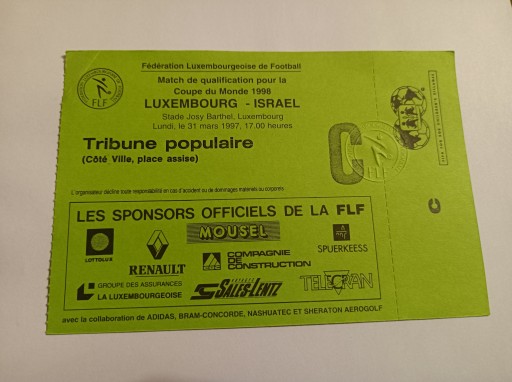 Fédération Luxembourgeoise de Football
Match de qualification pour la
Coupe du Monde 1998
LUXEMBOURG - ISRAEL
Stade Josy Barthel, Luxembourg
Lundi, le 31 mars 1997, 17.00 heures
FLF
Tribune populaire
(Côté Ville, place assise)
C
C
L'organisateur décline toute responsabilité en cas d'accident ou de dommages matériels ou corporels
LES SPONSORS OFFICIELS DE LA FLF
LOTTOLUX
RENAULT
MOUSEL
COMPAGNIE
DE CONSTRUCTION
SPUERKEESS
GROUPE DES ASSURANCES
LA LUXEMBOURGEOISE
SALES-LENTZ
TELECRAN
avec la collaboration de ADIDAS, BRAM-CONCORDE, NASHUATEC ET SHERATON AEROGOLF